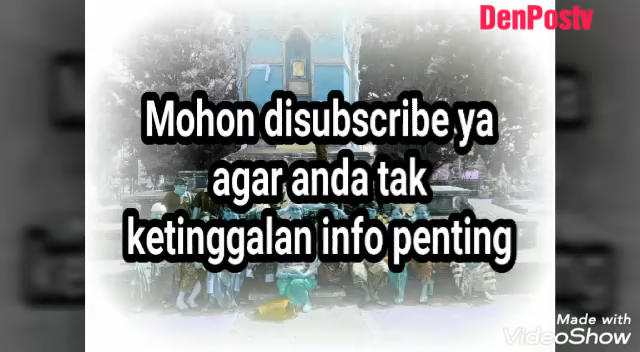 DenPostv
Mohon disubscribe ya
agar anda tak
ketinggalan info penting
Made with
VideoShow